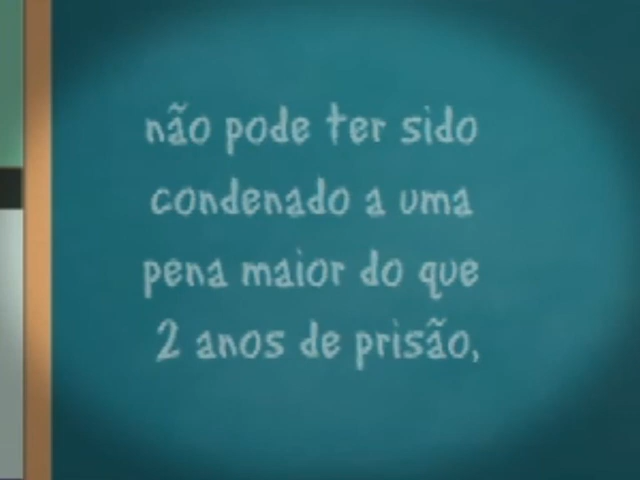 não pode ter sido
condenado a uma
pena maior do que
2 anos de prisão,